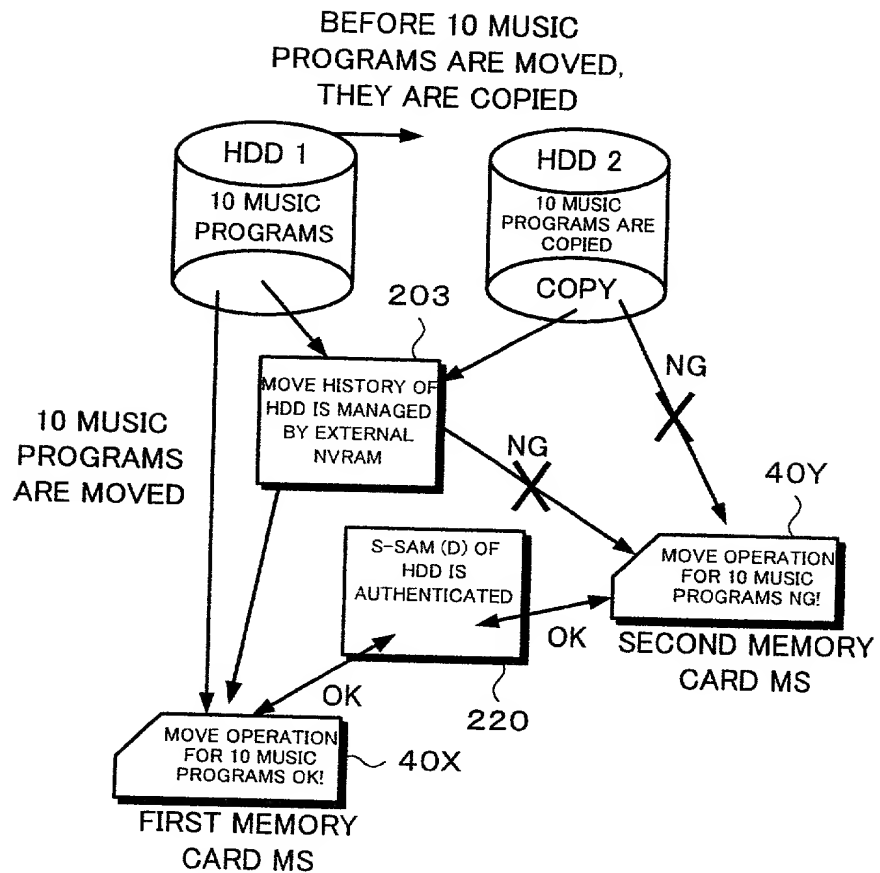 BEFORE 10 MUSIC
PROGRAMS ARE MOVED,
THEY ARE COPIED
HDD 1
10 MUSIC
PROGRAMS
HDD 2
10 MUSIC
PROGRAMS ARE
COPIED
COPY
203
MOVE HISTORY OF
HDD IS MANAGED
BY EXTERNAL
NVRAM
10 MUSIC
PROGRAMS
ARE MOVED
NG
NG
40Y
MOVE OPERATION
FOR 10 MUSIC
PROGRAMS NG!
SECOND MEMORY
CARD MS
S-SAM (D) OF
HDD IS
AUTHENTICATED
OK
OK
220
MOVE OPERATION
FOR 10 MUSIC
PROGRAMS OK!
40X
FIRST MEMORY
CARD MS